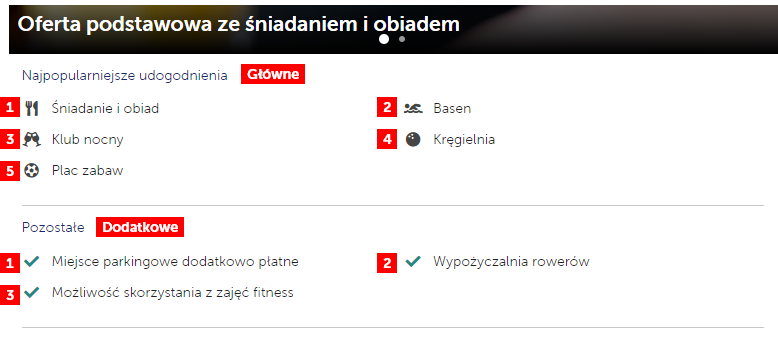 Oferta podstawowa ze śniadaniem i obiadem
Najpopularniejsze udogodnienia Główne
1 Śniadanie i obiad 2 Basen
3 Klub nocny 4 Kręgielnia
5 Plac zabaw
Pozostałe Dodatkowe
1 Miejsce parkingowe dodatkowo płatne 2 Wypożyczalnia rowerów
3 Możliwość skorzystania z zajęć fitness